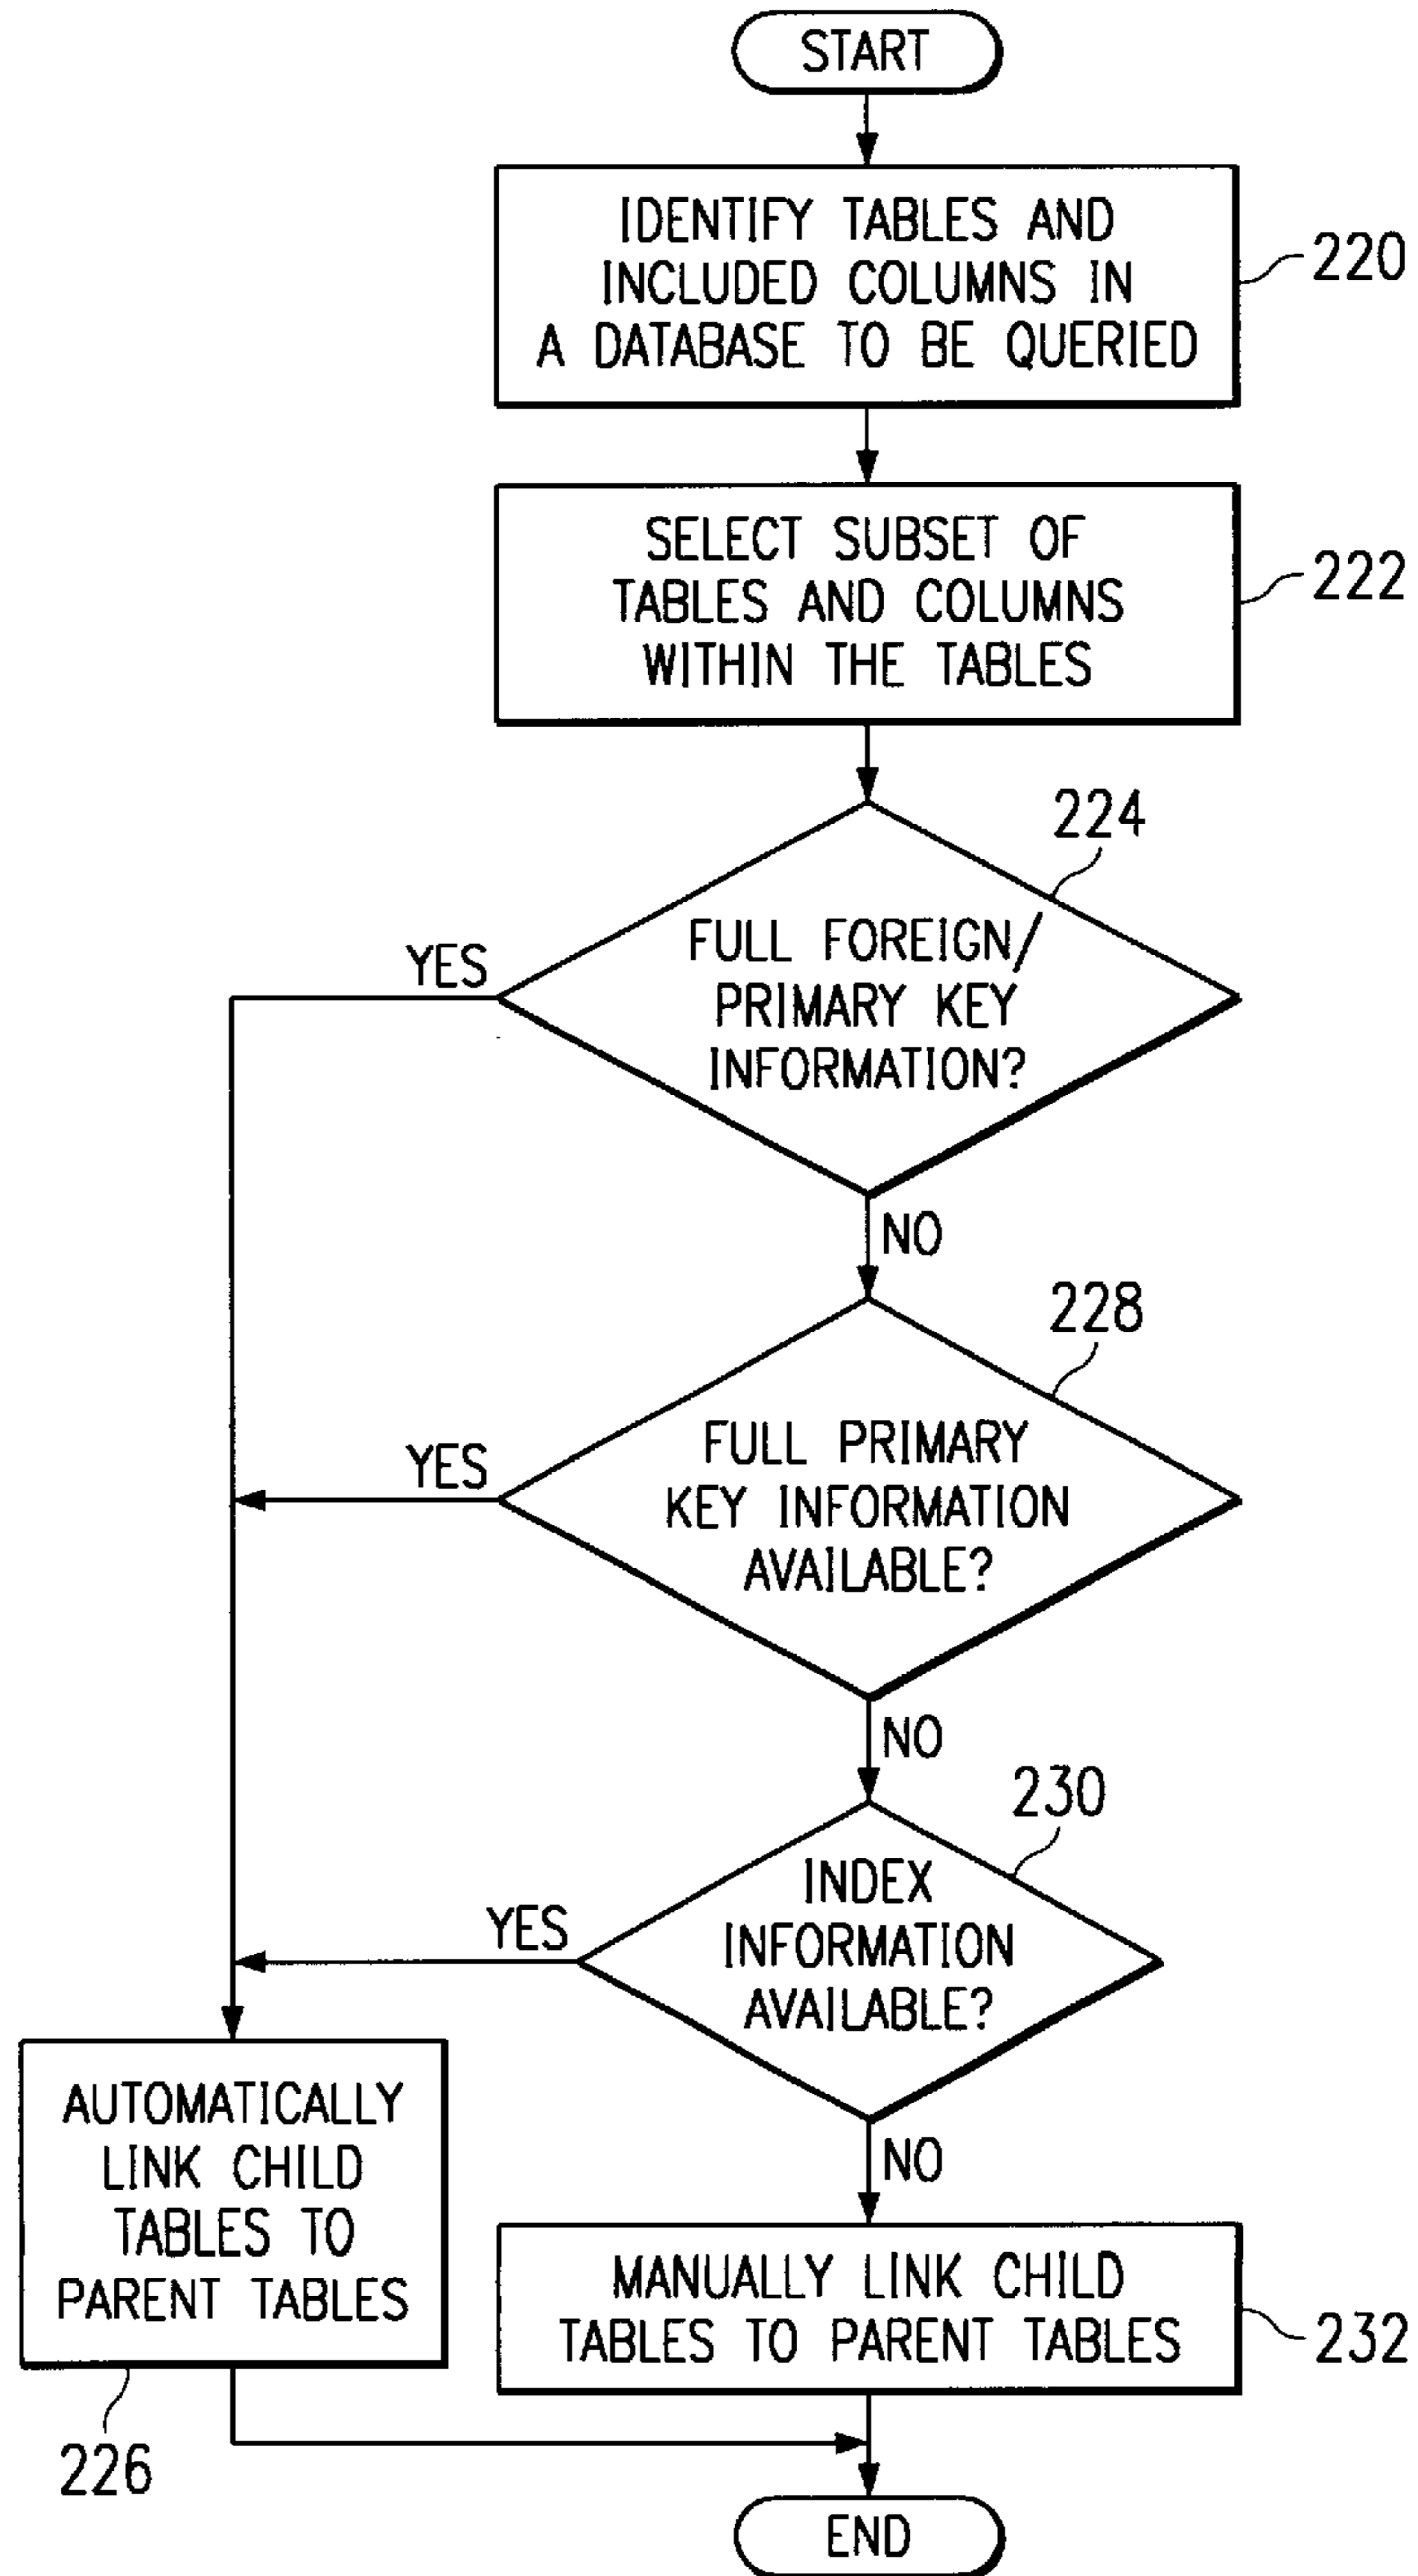 START
IDENTIFY TABLES AND
INCLUDED COLUMNS IN
A DATABASE TO BE QUERIED
220
SELECT SUBSET OF
TABLES AND COLUMNS
WITHIN THE TABLES
222
224
FULL FOREIGN/
PRIMARY KEY
INFORMATION?
YES
NO
228
FULL PRIMARY
KEY INFORMATION
AVAILABLE?
YES
NO
230
INDEX
INFORMATION
AVAILABLE?
YES
NO
AUTOMATICALLY
LINK CHILD
TABLES TO
PARENT TABLES
226
MANUALLY LINK CHILD
TABLES TO PARENT TABLES
232
END